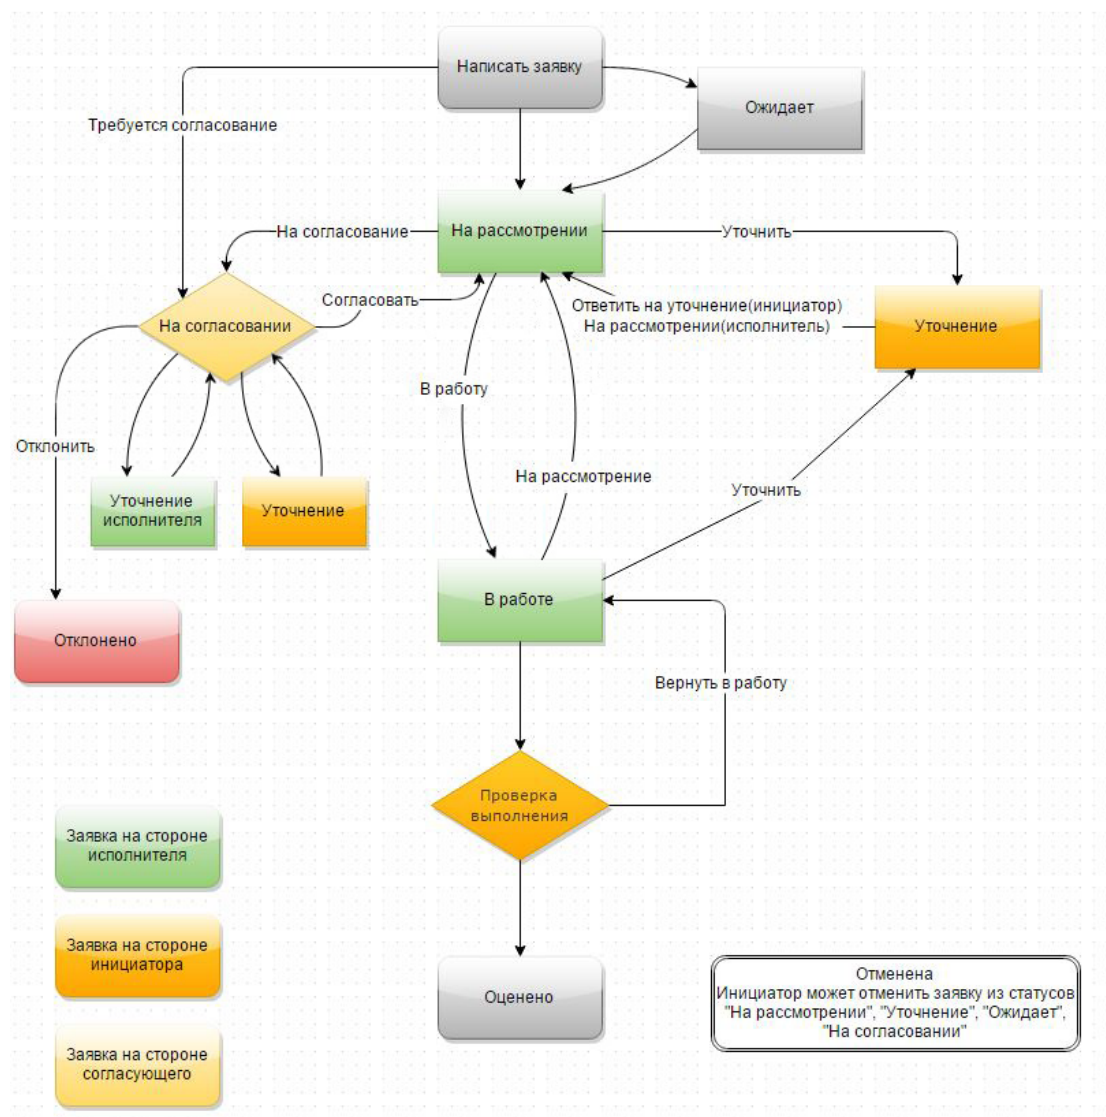 Написать заявку
Ожидает
Требуется согласование
На согласование
На рассмотрении
Уточнить
Согласовать
Ответить на уточнение(инициатор)
На рассмотрении(исполнитель)
Уточнение
На согласовании
В работу
Отклонить
На рассмотрение
Уточнить
Уточнение
исполнителя
Уточнение
В работе
Отклонено
Вернуть в работу
Проверка
выполнения
Заявка на стороне
исполнителя
Заявка на стороне
инициатора
Оценено
Отменена
Инициатор может отменить заявку из статусов
"На рассмотрении", "Уточнение", "Ожидает",
"На согласовании"
Заявка на стороне
согласующего